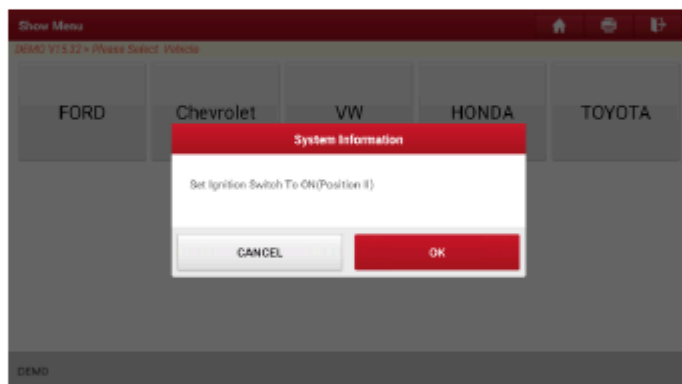 Show Menu
DEMO V15.32 > Please Select Vehicle
FORD Chevrolet VW HONDA TOYOTA
System Information
Set Ignition Switch To ON(Position II)
CANCEL OK
DEMO